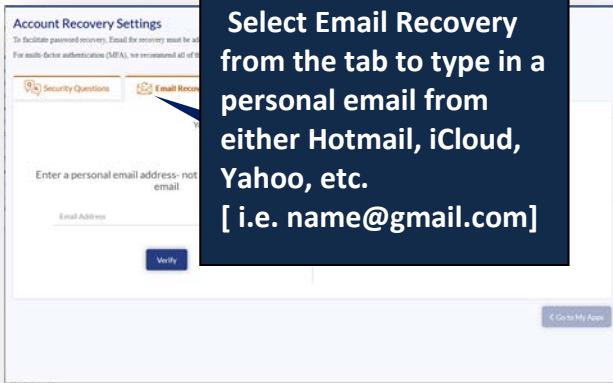 Account Recovery Settings
To facilitate password recovery, Email for recovery must be ad
For multi-factor authentication (MFA), we recommend all of th
Security Questions
Email Recov
Enter a personal email address- not
email
Email Address
Verify
Select Email Recovery
from the tab to type in a
personal email from
either Hotmail, iCloud,
Yahoo, etc.
[ i.e. name@gmail.com]
< Go to My Apps